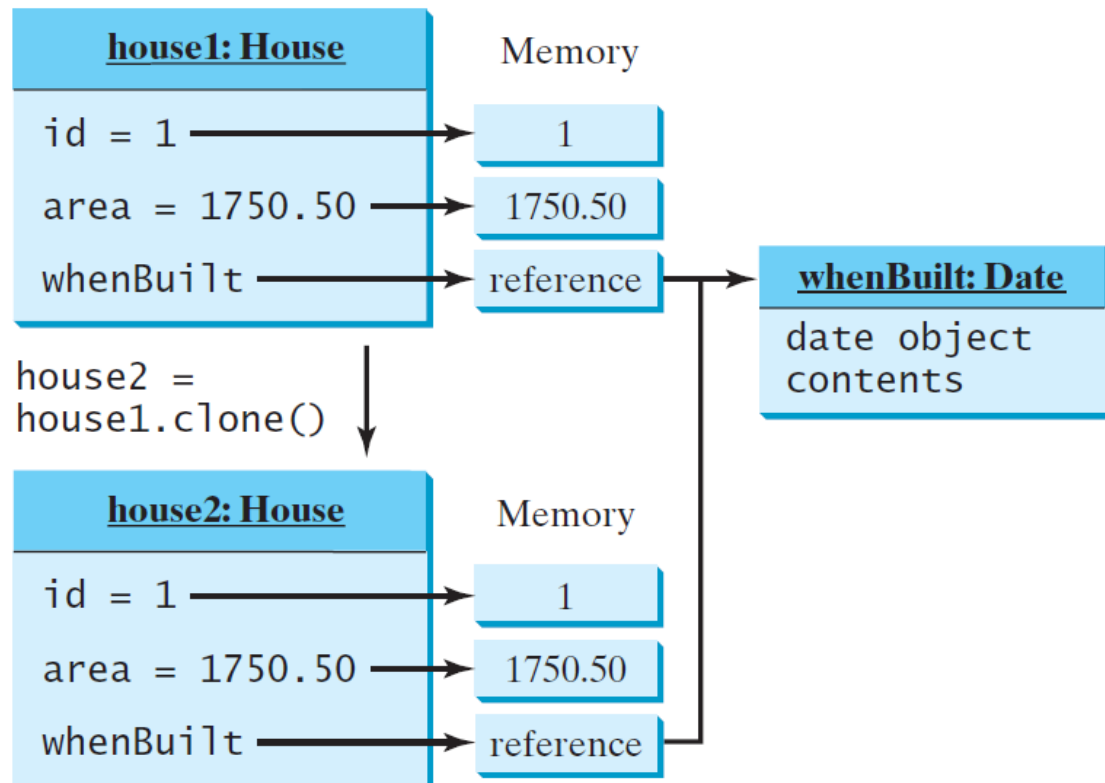 house1: House
Memory
id = 1
1
area = 1750.50
1750.50
whenBuilt
reference
whenBuilt: Date
date object
contents
house2 =
house1.clone()
house2: House
Memory
id = 1
1
area = 1750.50
1750.50
whenBuilt
reference